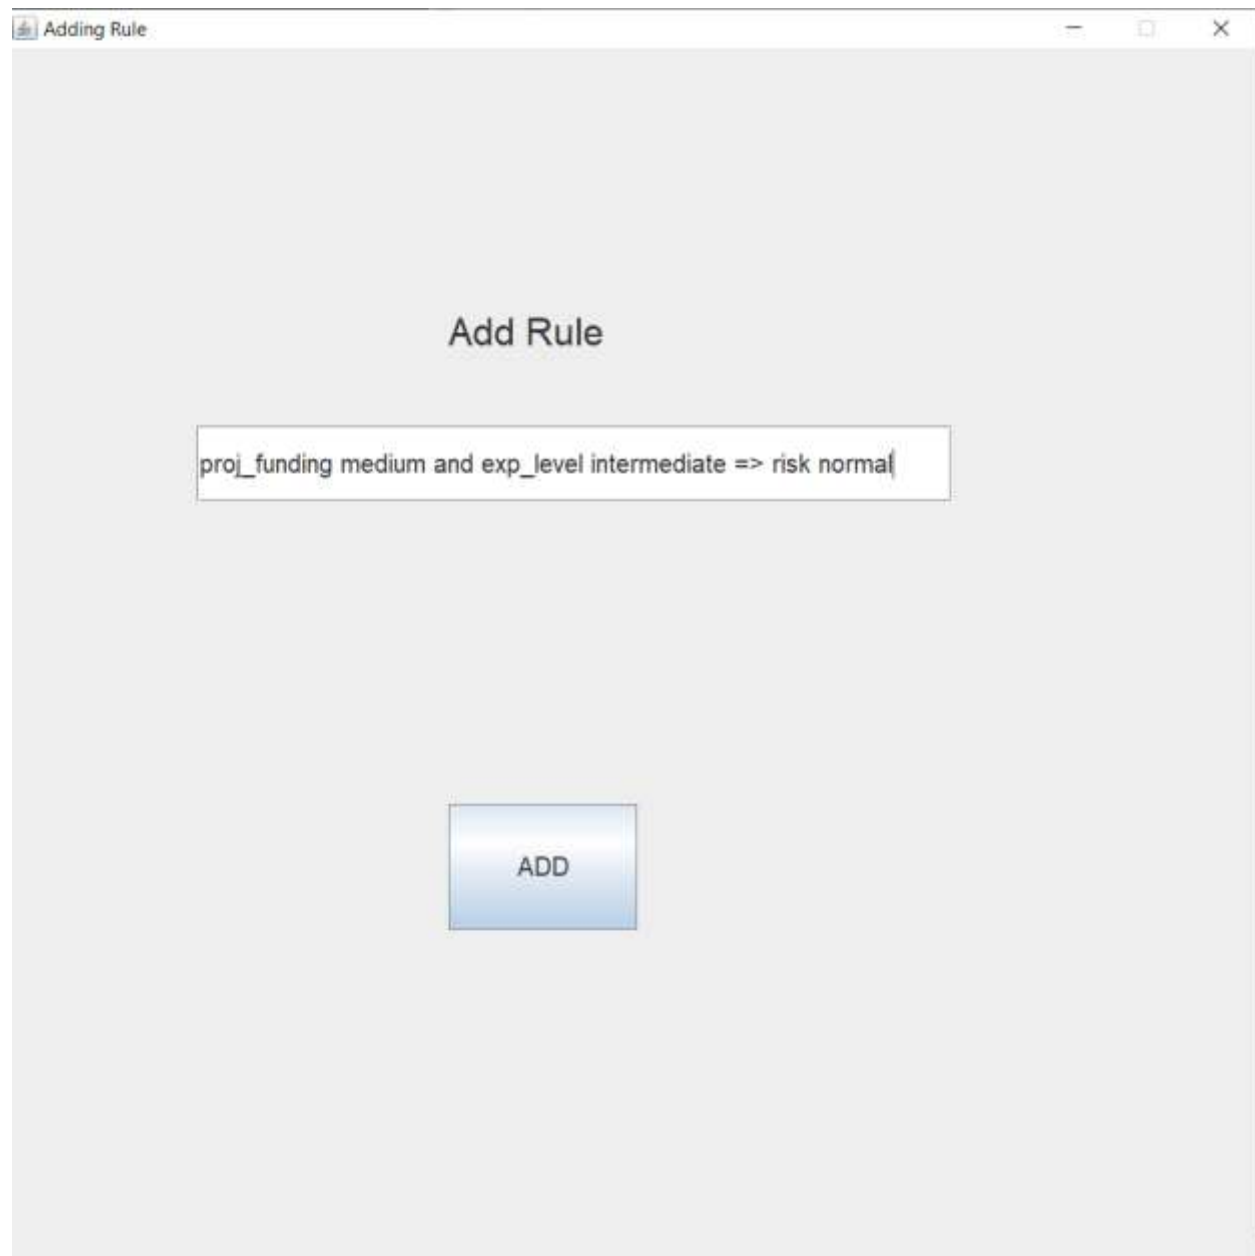 Adding Rule
Add Rule
proj_funding medium and exp_level intermediate => risk normal
ADD